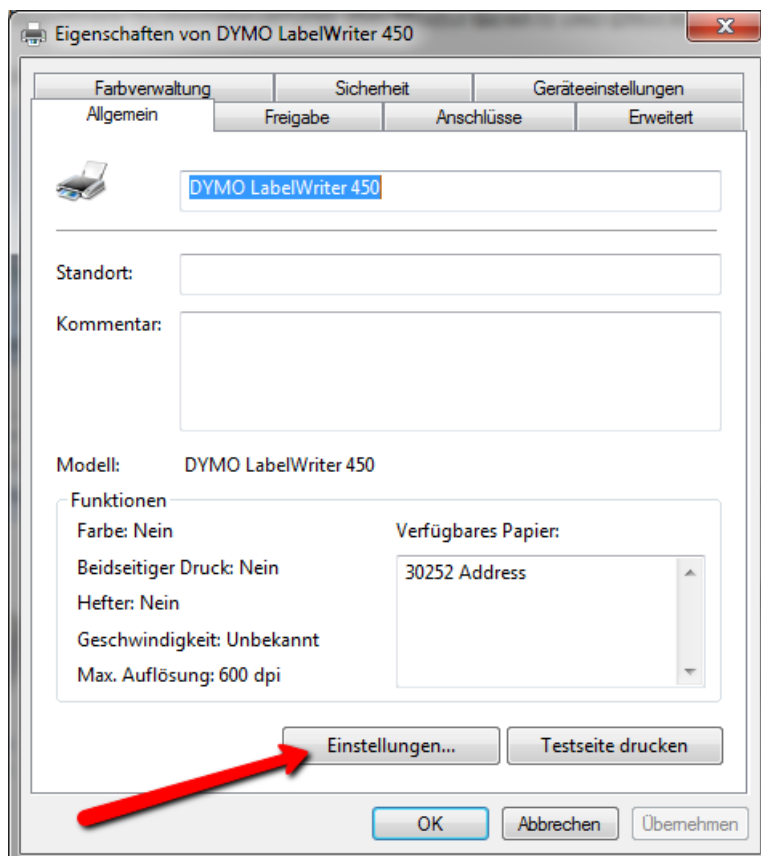 Eigenschaften von DYMO LabelWriter 450
Farbverwaltung Sicherheit Geräteeinstellungen
Allgemein Freigabe Anschlüsse Erweitert
DYMO LabelWriter 450
Standort:
Kommentar:
Modell: DYMO LabelWriter 450
Funktionen
Farbe: Nein Verfügbares Papier:
Beidseitiger Druck: Nein 30252 Address
Hefter: Nein
Geschwindigkeit: Unbekannt
Max. Auflösung: 600 dpi
Einstellungen... Testseite drucken
OK Abbrechen Übernehmen